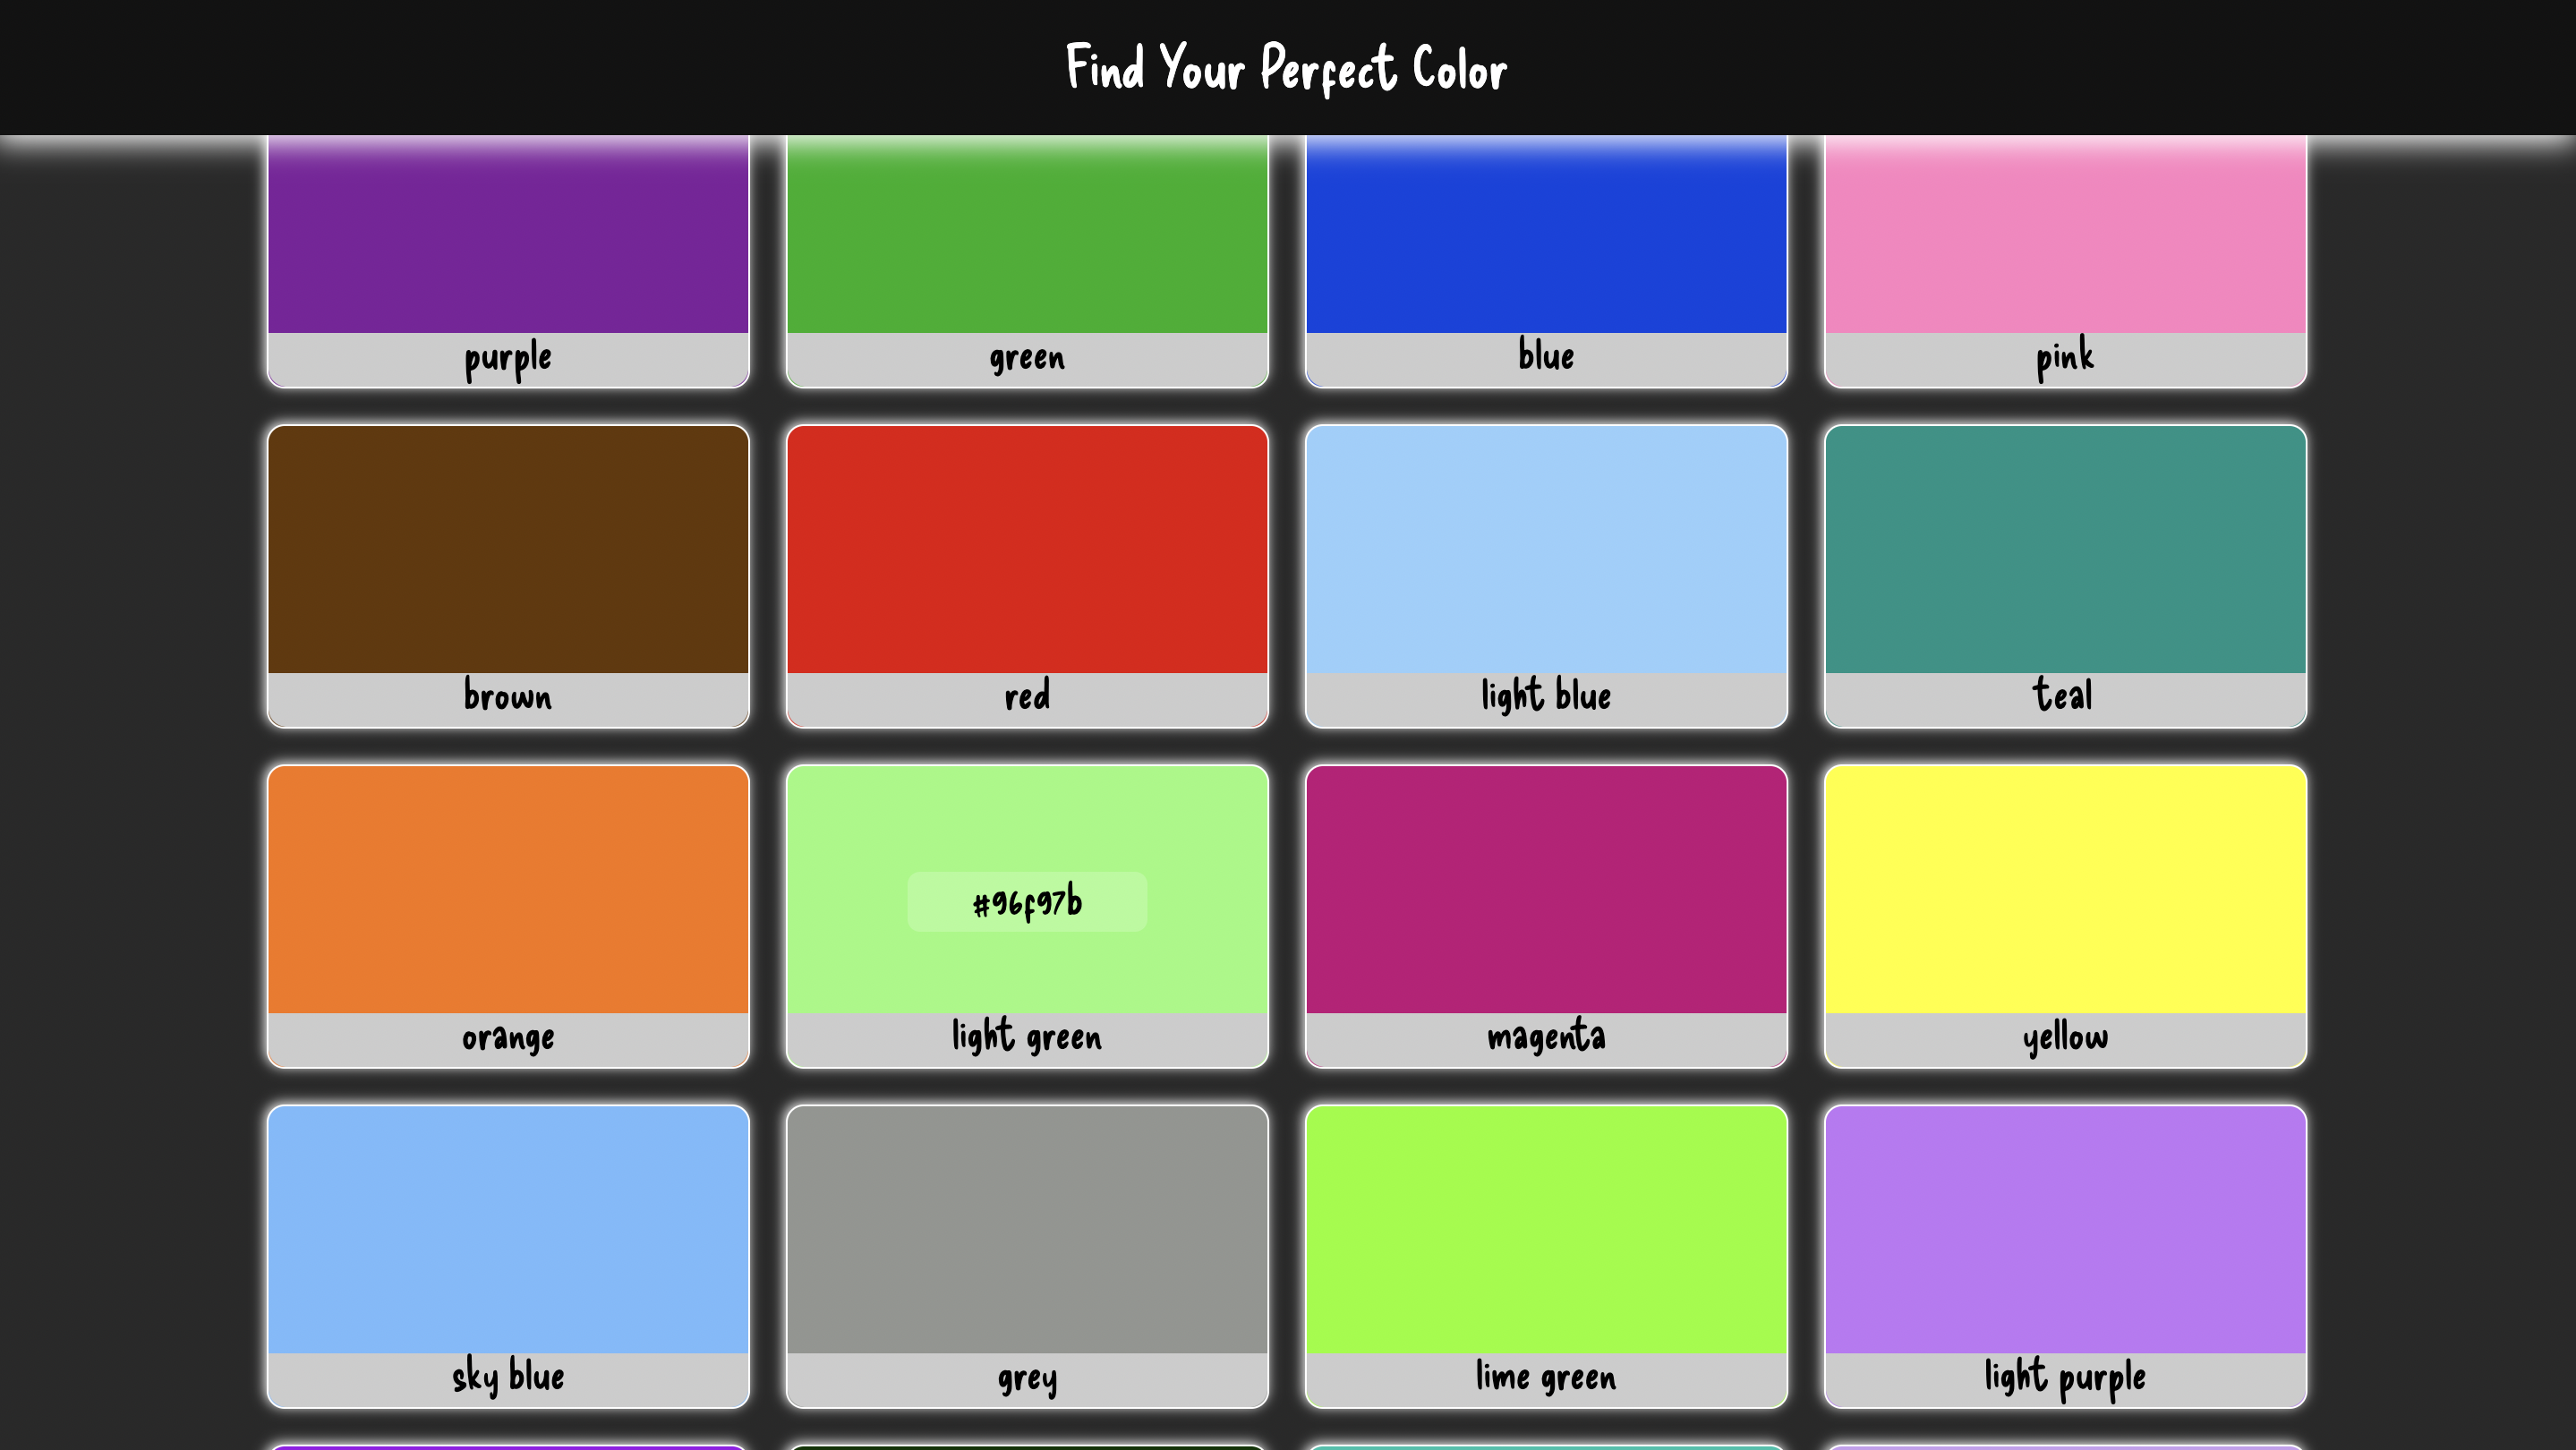 Find Your Perfect Color
purple
green
blue
pink
brown
red
light blue
teal
orange
#96f97b
light green
magenta
yellow
sky blue
grey
lime green
light purple